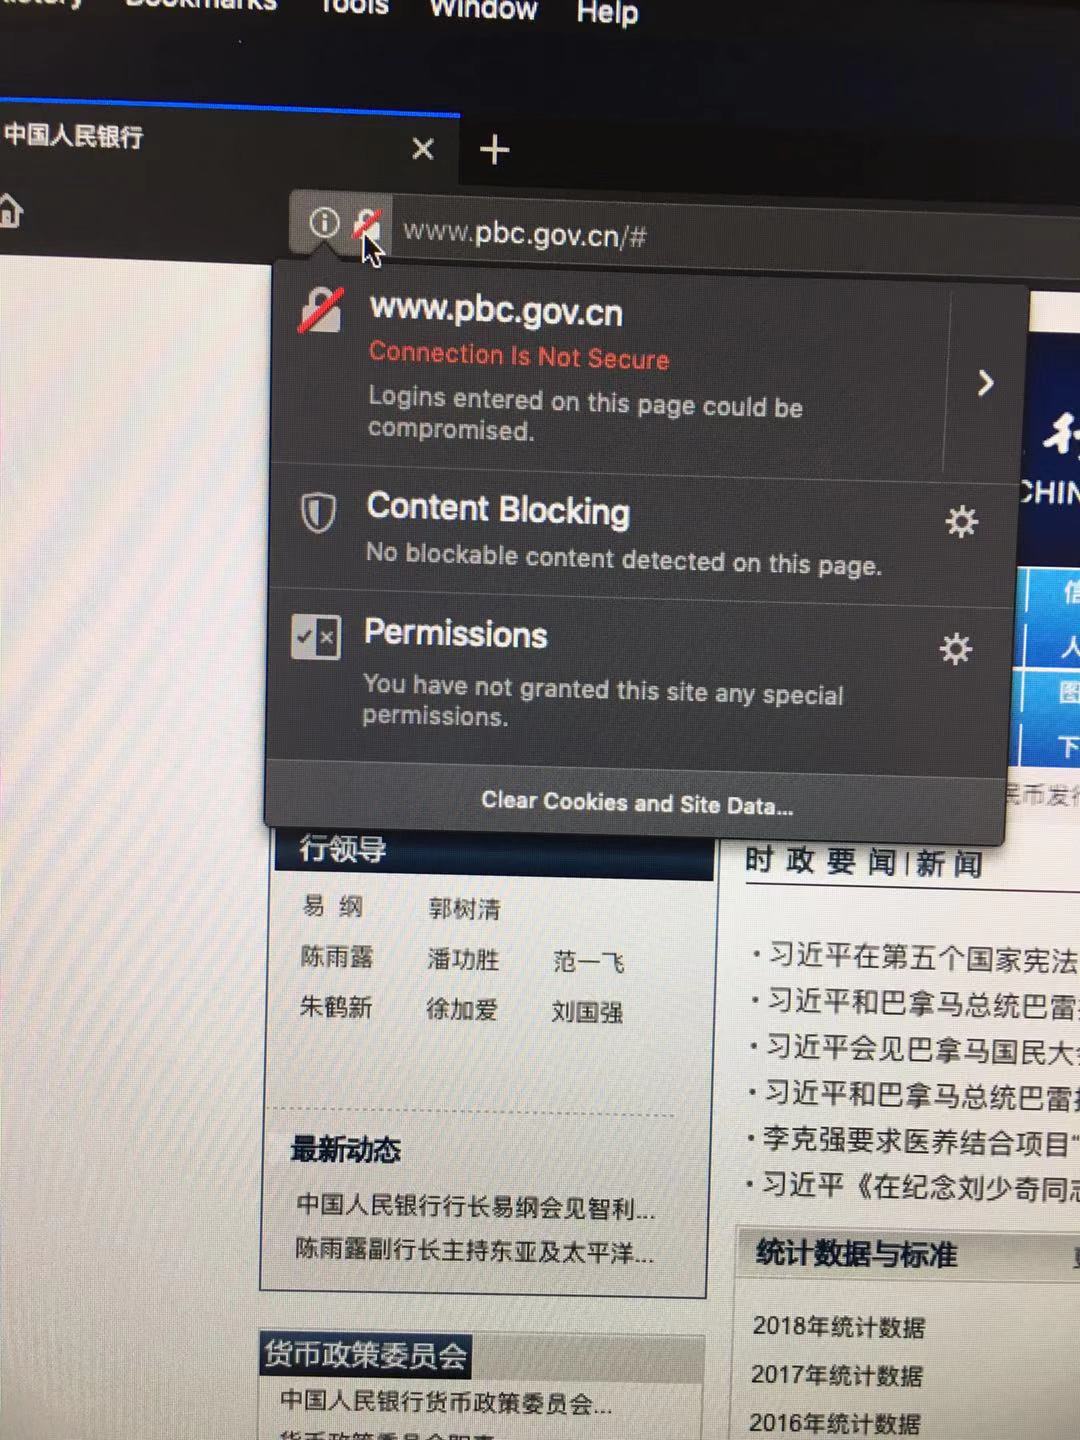 Bookmarks Tools Window Help
中国人民银行
www.pbc.gov.cn/#
www.pbc.gov.cn
Connection Is Not Secure
Logins entered on this page could be
compromised.
Content Blocking
No blockable content detected on this page.
Permissions
You have not granted this site any special
permissions.
Clear Cookies and Site Data...
行
CHIN
信
人
图
下
民币发行
行领导
易 纲 郭树清
陈雨露 潘功胜 范一飞
朱鹤新 徐加爱 刘国强
最新动态
中国人民银行行长易纲会见智利...
陈雨露副行长主持东亚及太平洋...
货币政策委员会
中国人民银行货币政策委员会...
时政要闻|新闻
·习近平在第五个国家宪法
·习近平和巴拿马总统巴雷
·习近平会见巴拿马国民大会
·习近平和巴拿马总统巴雷
·李克强要求医养结合项目“
·习近平《在纪念刘少奇同志
统计数据与标准
2018年统计数据
2017年统计数据
2016年统计数据